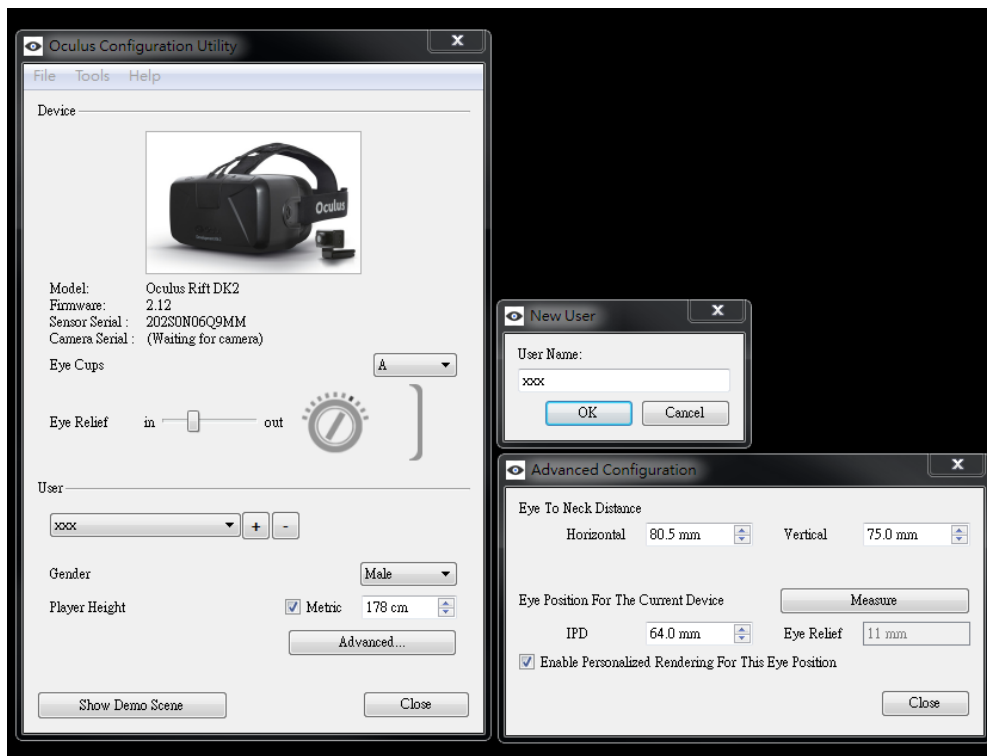 Oculus Configuration Utility
x
File Tools Help
Device
Oculus
Model: Oculus Rift DK2
Firmware: 2.12
Sensor Serial : 202S0N06Q9MM
Camera Serial : (Waiting for camera)
Eye Cups A
Eye Relief in out
User
xxx + -
Gender Male
Player Height Metric 178 cm
Advanced...
Show Demo Scene Close
New User
x
User Name:
xxx
OK Cancel
Advanced Configuration
x
Eye To Neck Distance
Horizontal 80.5 mm Vertical 75.0 mm
Eye Position For The Current Device Measure
IPD 64.0 mm Eye Relief 11 mm
Enable Personalized Rendering For This Eye Position
Close